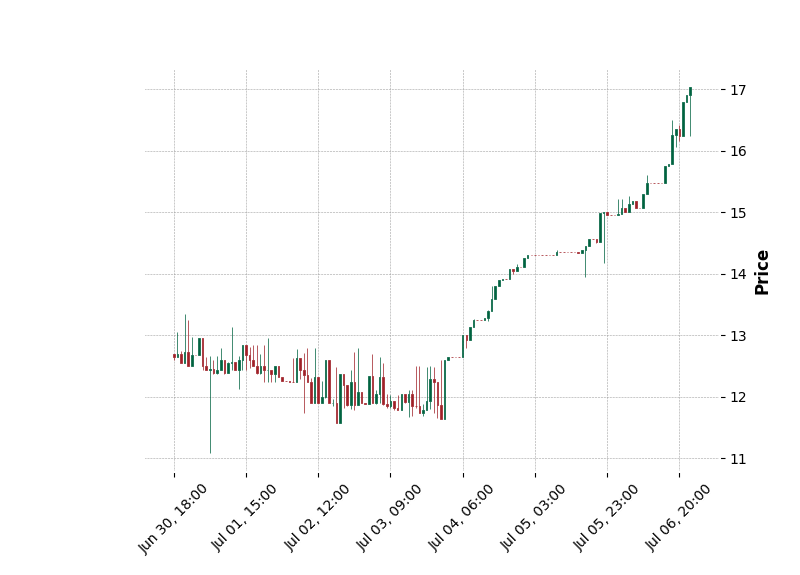 17
16
15
14
13
12
11
Price
Jun 30, 18:00
Jul 01, 15:00
Jul 02, 12:00
Jul 03, 09:00
Jul 04, 06:00
Jul 05, 03:00
Jul 05, 23:00
Jul 06, 20:00